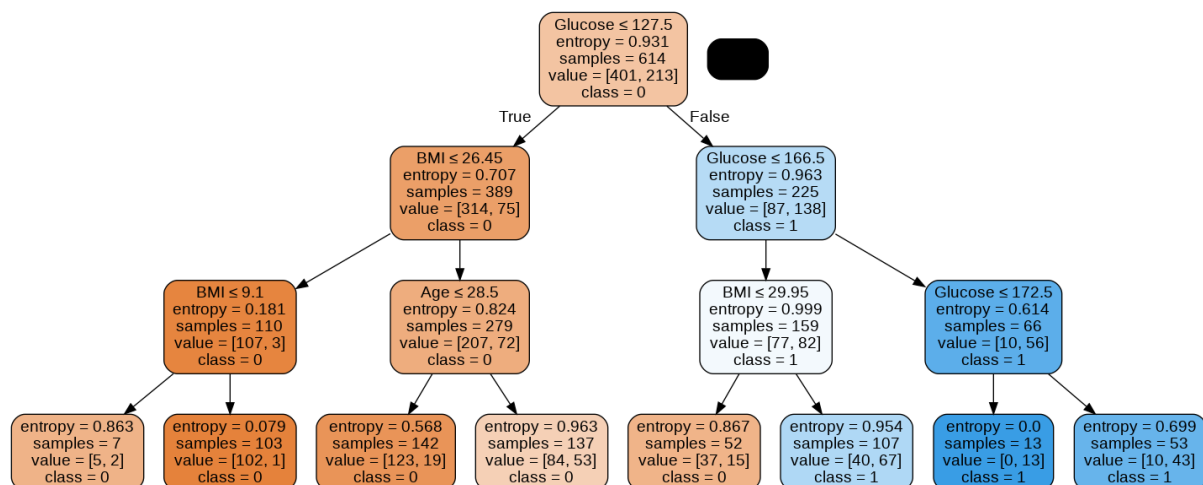 Glucose ≤ 127.5
entropy = 0.931
samples = 614
value = [401, 213]
class = 0
True
False
BMI ≤ 26.45
entropy = 0.707
samples = 389
value = [314, 75]
class = 0
Glucose ≤ 166.5
entropy = 0.963
samples = 225
value = [87, 138]
class = 1
BMI ≤ 9.1
entropy = 0.181
samples = 110
value = [107, 3]
class = 0
Age ≤ 28.5
entropy = 0.824
samples = 279
value = [207, 72]
class = 0
BMI ≤ 29.95
entropy = 0.999
samples = 159
value = [77, 82]
class = 1
Glucose ≤ 172.5
entropy = 0.614
samples = 66
value = [10, 56]
class = 1
entropy = 0.863
samples = 7
value = [5, 2]
class = 0
entropy = 0.079
samples = 103
value = [102, 1]
class = 0
entropy = 0.568
samples = 142
value = [123, 19]
class = 0
entropy = 0.963
samples = 137
value = [84, 53]
class = 0
entropy = 0.867
samples = 52
value = [37, 15]
class = 0
entropy = 0.954
samples = 107
value = [40, 67]
class = 1
entropy = 0.0
samples = 13
value = [0, 13]
class = 1
entropy = 0.699
samples = 53
value = [10, 43]
class = 1